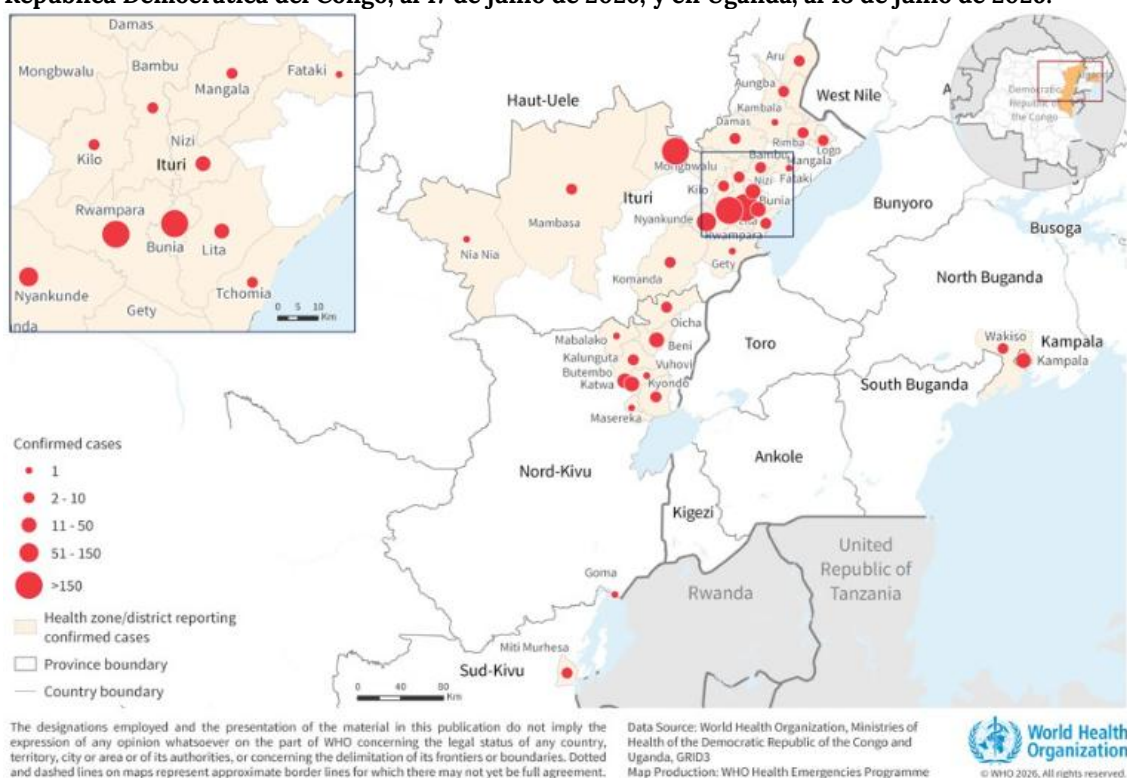 República Democrática del Congo, al 17 de junio de 2026, y en Uganda, al 18 de junio de 2026.
Damas
Mongbwalu
Bambu
Mangala
Fataki
Kilo
Nizi
Ituri
Rwampara
Bunia
Lita
Nyankunde
Tchomia
Gety
nda
0 5 10
Km
Haut-Uele
Aru
Aungba
West Nile
A
Kambala
Damas
Rimba
Logo
Mongbwalu
Bambu
Mangala
Kilo
Nizi
Fataki
Ituri
Bunia
Nyankunde
Lita
Rwampara
Mambasa
Nia Nia
Gety
Komanda
Democratic
Republic of
the Congo
Uganda
Bunyoro
Busoga
North Buganda
Oicha
Mabalako
Beni
Toro
Wakiso
Kampala
Kampala
Kalunguta
Vuhovi
Butembo
Katwa
Kyondo
South Buganda
Masereka
Ankole
Nord-Kivu
Kigezi
United
Republic of
Tanzania
Goma
Rwanda
Miti Murhesa
Sud-Kivu
0 40 80
Km
Confirmed cases
1
2 - 10
11 - 50
51 - 150
>150
Health zone/district reporting
confirmed cases
Province boundary
Country boundary
The designations employed and the presentation of the material in this publication do not imply the
expression of any opinion whatsoever on the part of WHO concerning the legal status of any country,
territory, city or area or of its authorities, or concerning the delimitation of its frontiers or boundaries. Dotted
and dashed lines on maps represent approximate border lines for which there may not yet be full agreement.
Data Source: World Health Organization, Ministries of
Health of the Democratic Republic of the Congo and
Uganda, GRID3
Map Production: WHO Health Emergencies Programme
World Health
Organization
© WHO 2026. All rights reserved.